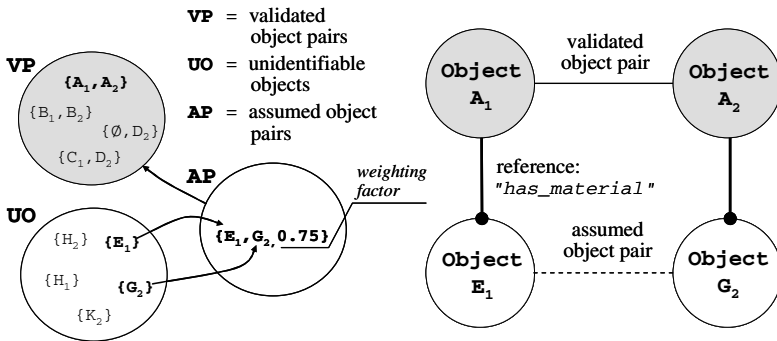 VP = validated
object pairs
UO = unidentifiable
objects
AP = assumed object
pairs
VP
{A₁,A₂}
{B₁,B₂}
{Ø,D₂}
{C₁,D₂}
AP
weighting
factor
{E₁,G₂,0.75}
UO
{H₂}
{E₁}
{H₁}
{G₂}
{K₂}
Object
A₁
validated
object pair
Object
A₂
reference:
"has_material"
Object
E₁
assumed
object pair
Object
G₂